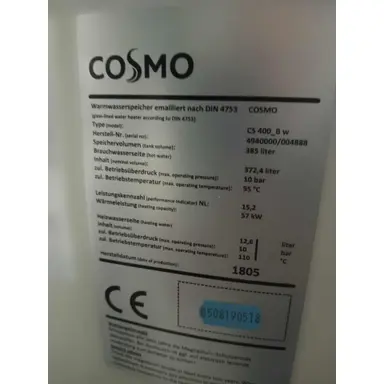 COSMO
Warmwasserspeicher emailliert nach DIN 4753 COSMO
(glass-lined water heater according to DIN 4753)
Type (model): CS 400_B w
Herstell-Nr. (serial no): 4980000/004888
Speichervolumen (tank volume): 385 liter
Brauchwasserseite (hot water)
Inhalt (nominal volume): 372,4 liter
zul. Betriebsüberdruck (max. operating pressure): 10 bar
zul. Betriebstemperatur (max. operating temperature): 95 °C
Leistungskennzahl (performance indicator) NL: 15,2
Wärmeleistung (heating capacity): 57 kW
Heizwasserseite (heating water)
Inhalt (volume): 12,6 liter
zul. Betriebsüberdruck (max. operating pressure): 10 bar
zul. Betriebstemperatur (max. operating temperature): 110 °C
Herstelldatum (date of production): 1805
CE